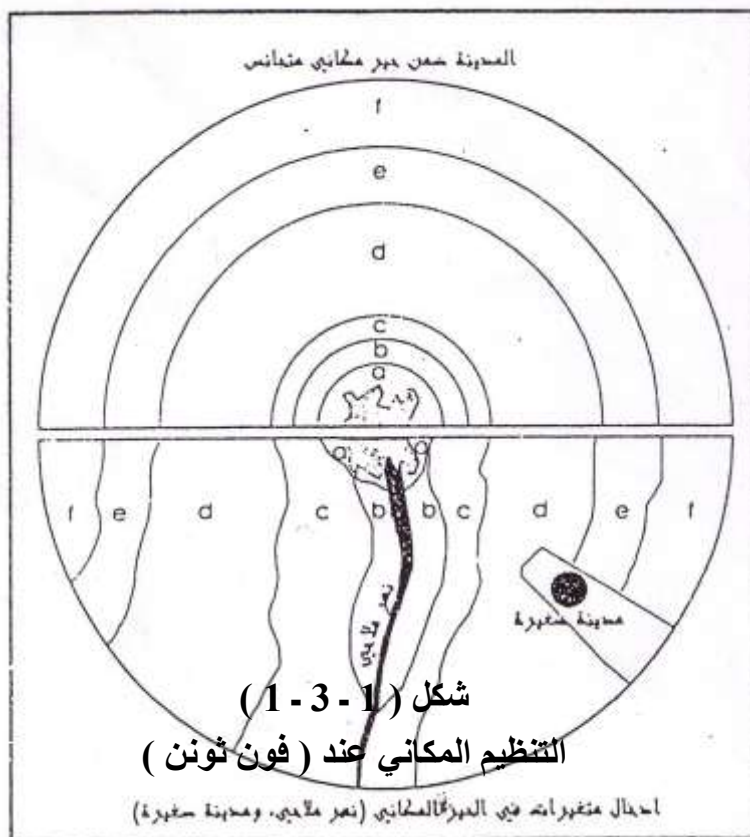 المدينة ضمن حيز مكاني متجانس
f
e
d
c
b
a
a a
f e d c b b c d e f
نهر ملاحي
مدينة صغيرة
شكل ( 1 - 3 - 1 )
التنظيم المكاني عند ( فون ثونن )
ادخال متغيرات في الحيز المكاني (نهر ملاحي، ومدينة صغيرة)